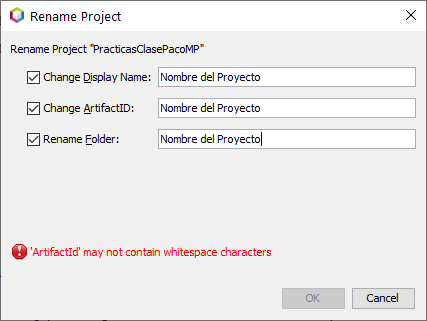 Rename Project
Rename Project "PracticasClasePacoMP"
Change Display Name: Nombre del Proyecto
Change ArtifactID: Nombre del Proyecto
Rename Folder: Nombre del Proyecto
'ArtifactId' may not contain whitespace characters
OK Cancel